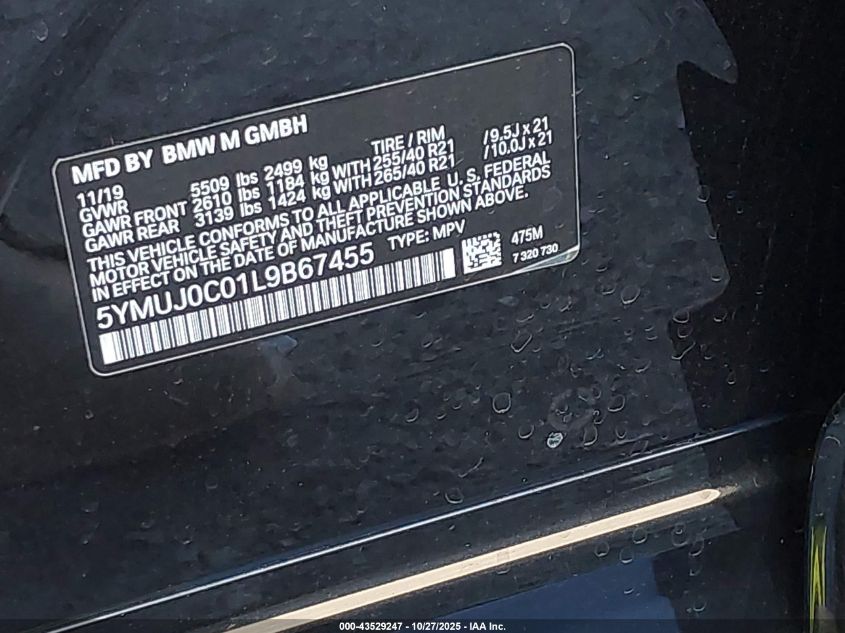 MFD BY BMW M GMBH
11/19 TIRE / RIM
GVWR 5509 lbs 2499 kg
GAWR FRONT 2610 lbs 1184 kg WITH 255/40 R21 /9.5J x 21
GAWR REAR 3139 lbs 1424 kg WITH 265/40 R21 /10.0J x 21
THIS VEHICLE CONFORMS TO ALL APPLICABLE U. S. FEDERAL
MOTOR VEHICLE SAFETY AND THEFT PREVENTION STANDARDS
IN EFFECT ON THE DATE OF MANUFACTURE SHOWN ABOVE.
5YMUJ0C01L9B67455 TYPE: MPV 475M
7 320 730
000-43529247 - 10/27/2025 - IAA Inc.